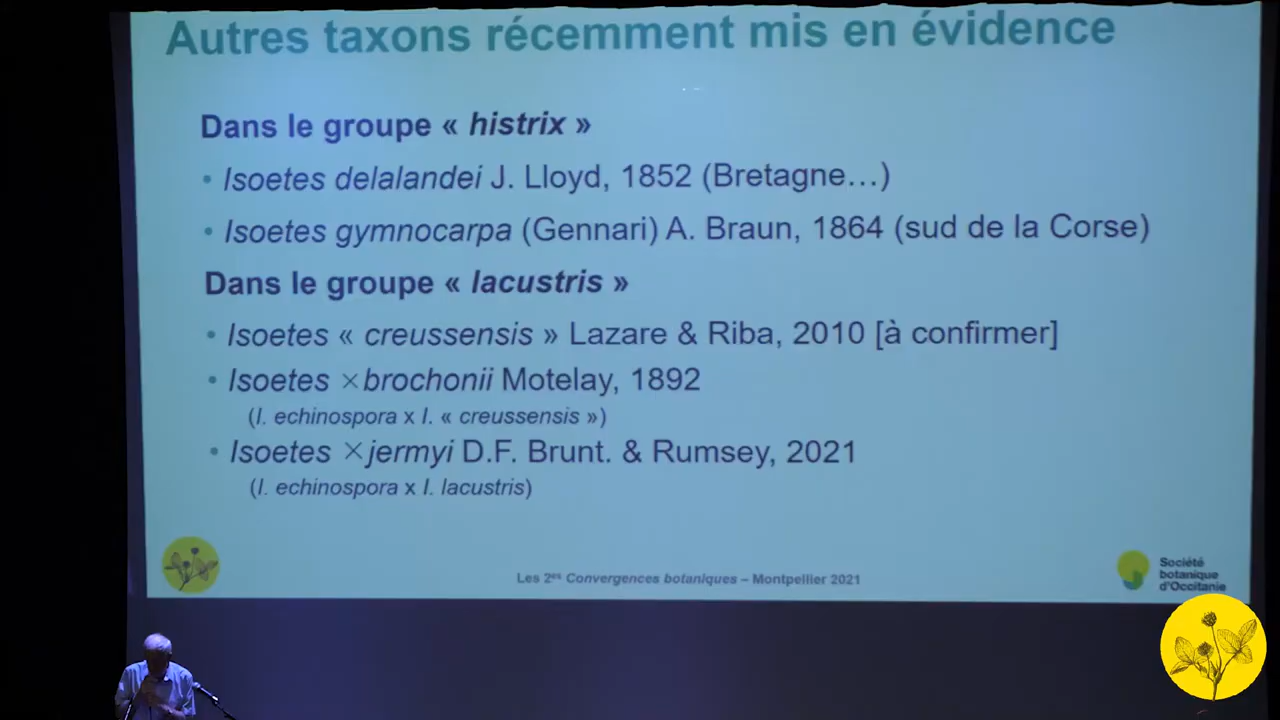 Autres taxons récemment mis en évidence
Dans le groupe « histrix »
• Isoetes delalandei J. Lloyd, 1852 (Bretagne…)
• Isoetes gymnocarpa (Gennari) A. Braun, 1864 (sud de la Corse)
Dans le groupe « lacustris »
• Isoetes « creussensis » Lazare & Riba, 2010 [à confirmer]
• Isoetes ×brochonii Motelay, 1892
(I. echinospora x I. « creussensis »)
• Isoetes ×jermyi D.F. Brunt. & Rumsey, 2021
(I. echinospora x I. lacustris)
Les 2es Convergences botaniques – Montpellier 2021
Société
botanique
d'Occitanie